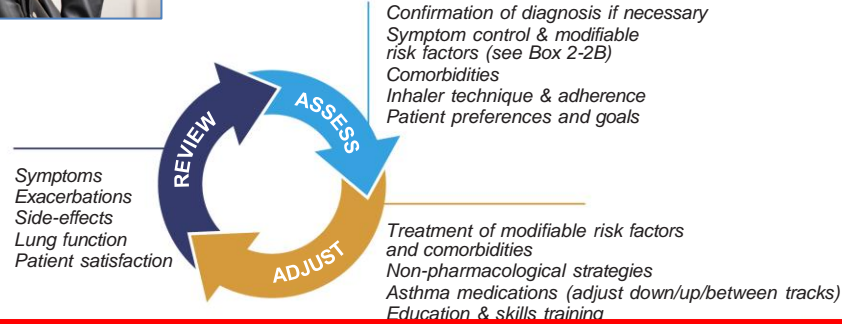 Confirmation of diagnosis if necessary
Symptom control & modifiable
risk factors (see Box 2-2B)
Comorbidities
Inhaler technique & adherence
Patient preferences and goals
ASSESS
REVIEW
Symptoms
Exacerbations
Side-effects
Lung function
Patient satisfaction
ADJUST
Treatment of modifiable risk factors
and comorbidities
Non-pharmacological strategies
Asthma medications (adjust down/up/between tracks)
Education & skills training